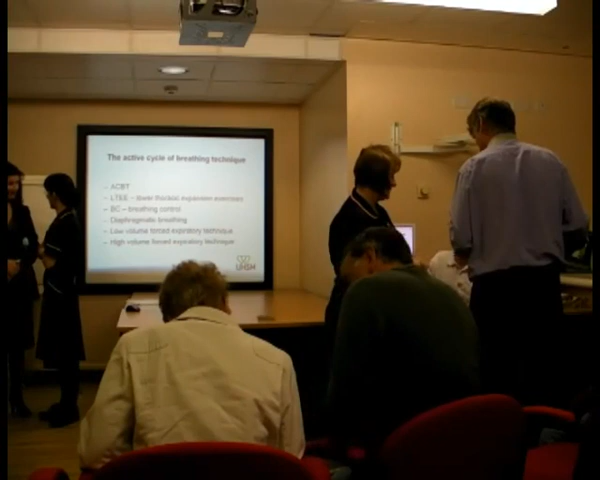 The active cycle of breathing technique
– ACBT
– LTEE – lower thoracic expansion exercises
– BC – breathing control
– Diaphragmatic breathing
– Low volume forced expiratory technique
– High volume forced expiratory technique
UHSM